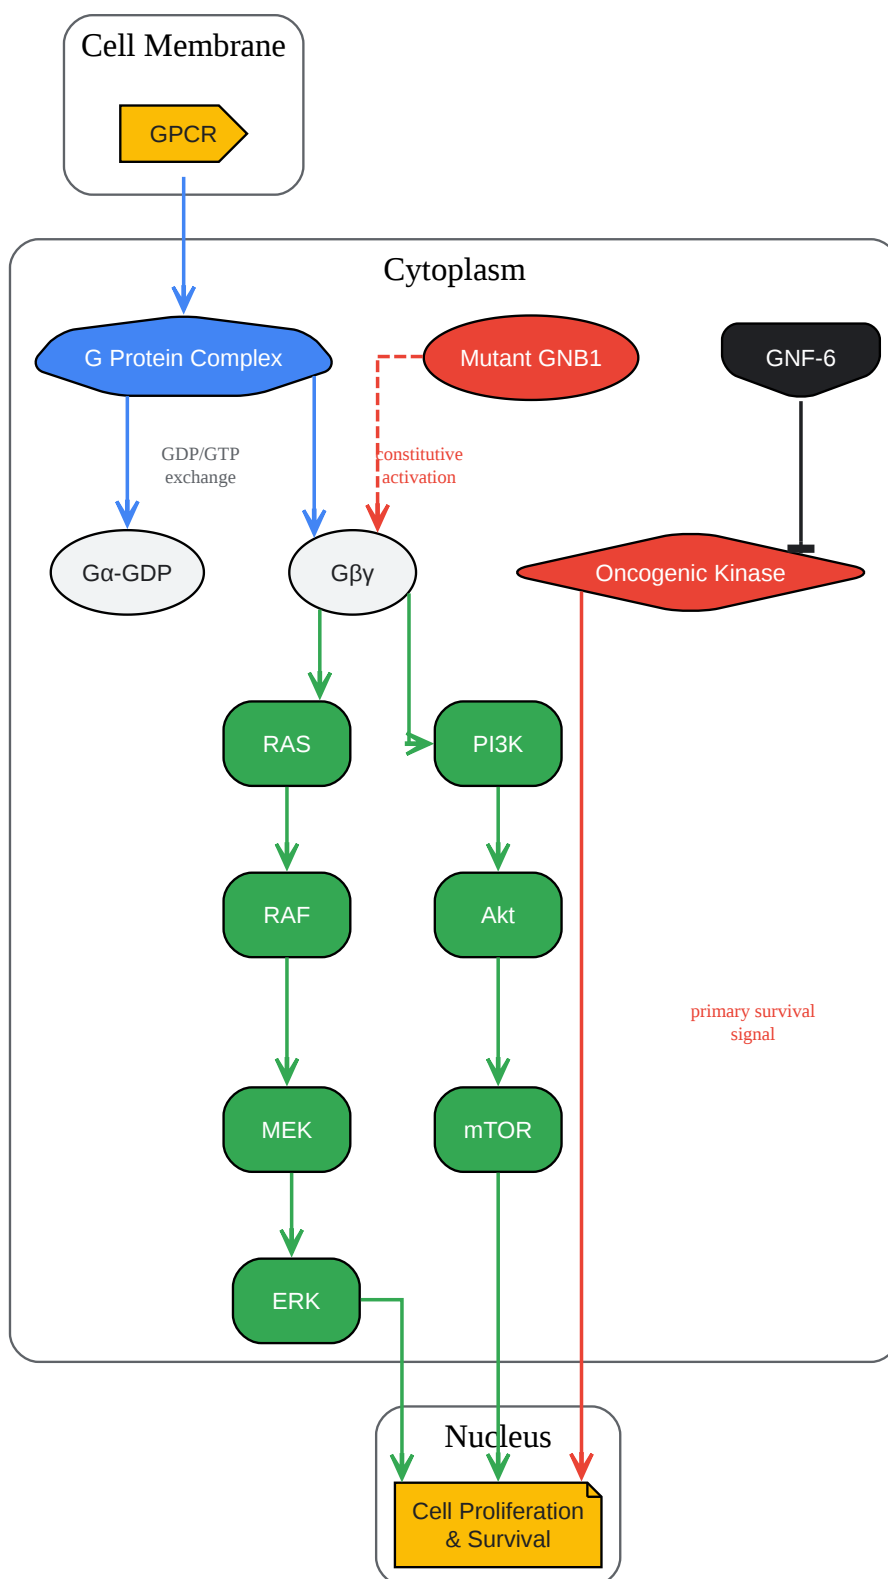 Cell Membrane
GPCR
Cytoplasm
G Protein Complex
Mutant GNB1
GNF-6
GDP/GTP
exchange
constitutive
activation
Gα-GDP
Gβγ
Oncogenic Kinase
RAS
PI3K
RAF
Akt
primary survival
signal
MEK
mTOR
ERK
Nucleus
Cell Proliferation
& Survival